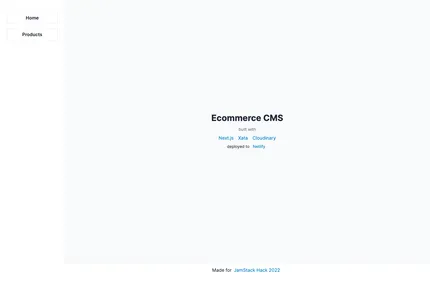 Home
Products
Ecommerce CMS
built with
Next.js Xata Cloudinary
deployed to Netlify
Made for JamStack Hack 2022